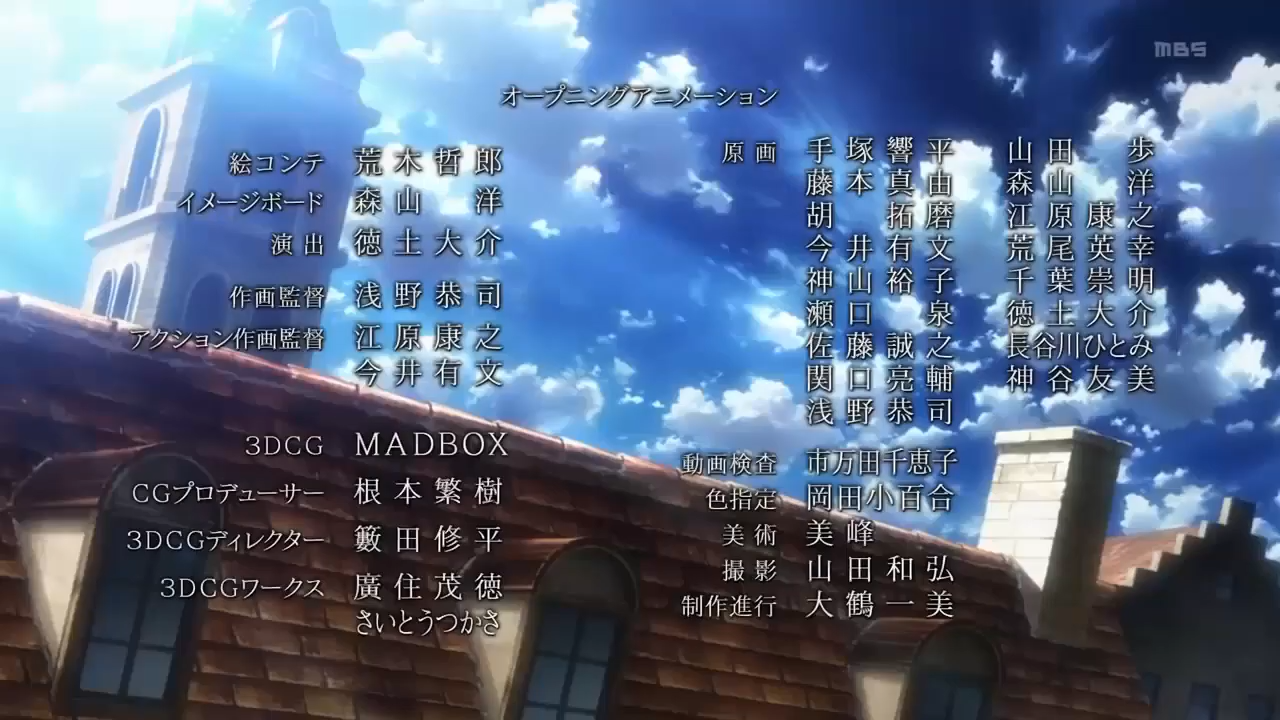 MBS
オープニングアニメーション
絵コンテ 荒木哲郎
イメージボード 森山 洋
演出 徳土大介
作画監督 浅野恭司
アクション作画監督 江原康之
今井有文
3DCG MADBOX
CGプロデューサー 根本繁樹
3DCGディレクター 籔田修平
3DCGワークス 廣住茂徳
さいとうつかさ
原画 手塚響平 山田 歩
藤本真由 森山 洋
胡 拓磨 江原康之
今井有文 荒尾英幸
神山裕子 千葉崇明
瀬口 泉 徳土大介
佐藤誠之 長谷川ひとみ
関口亮輔 神谷友美
浅野恭司
動画検査 市万田千恵子
色指定 岡田小百合
美術 美峰
撮影 山田和弘
制作進行 大鶴一美